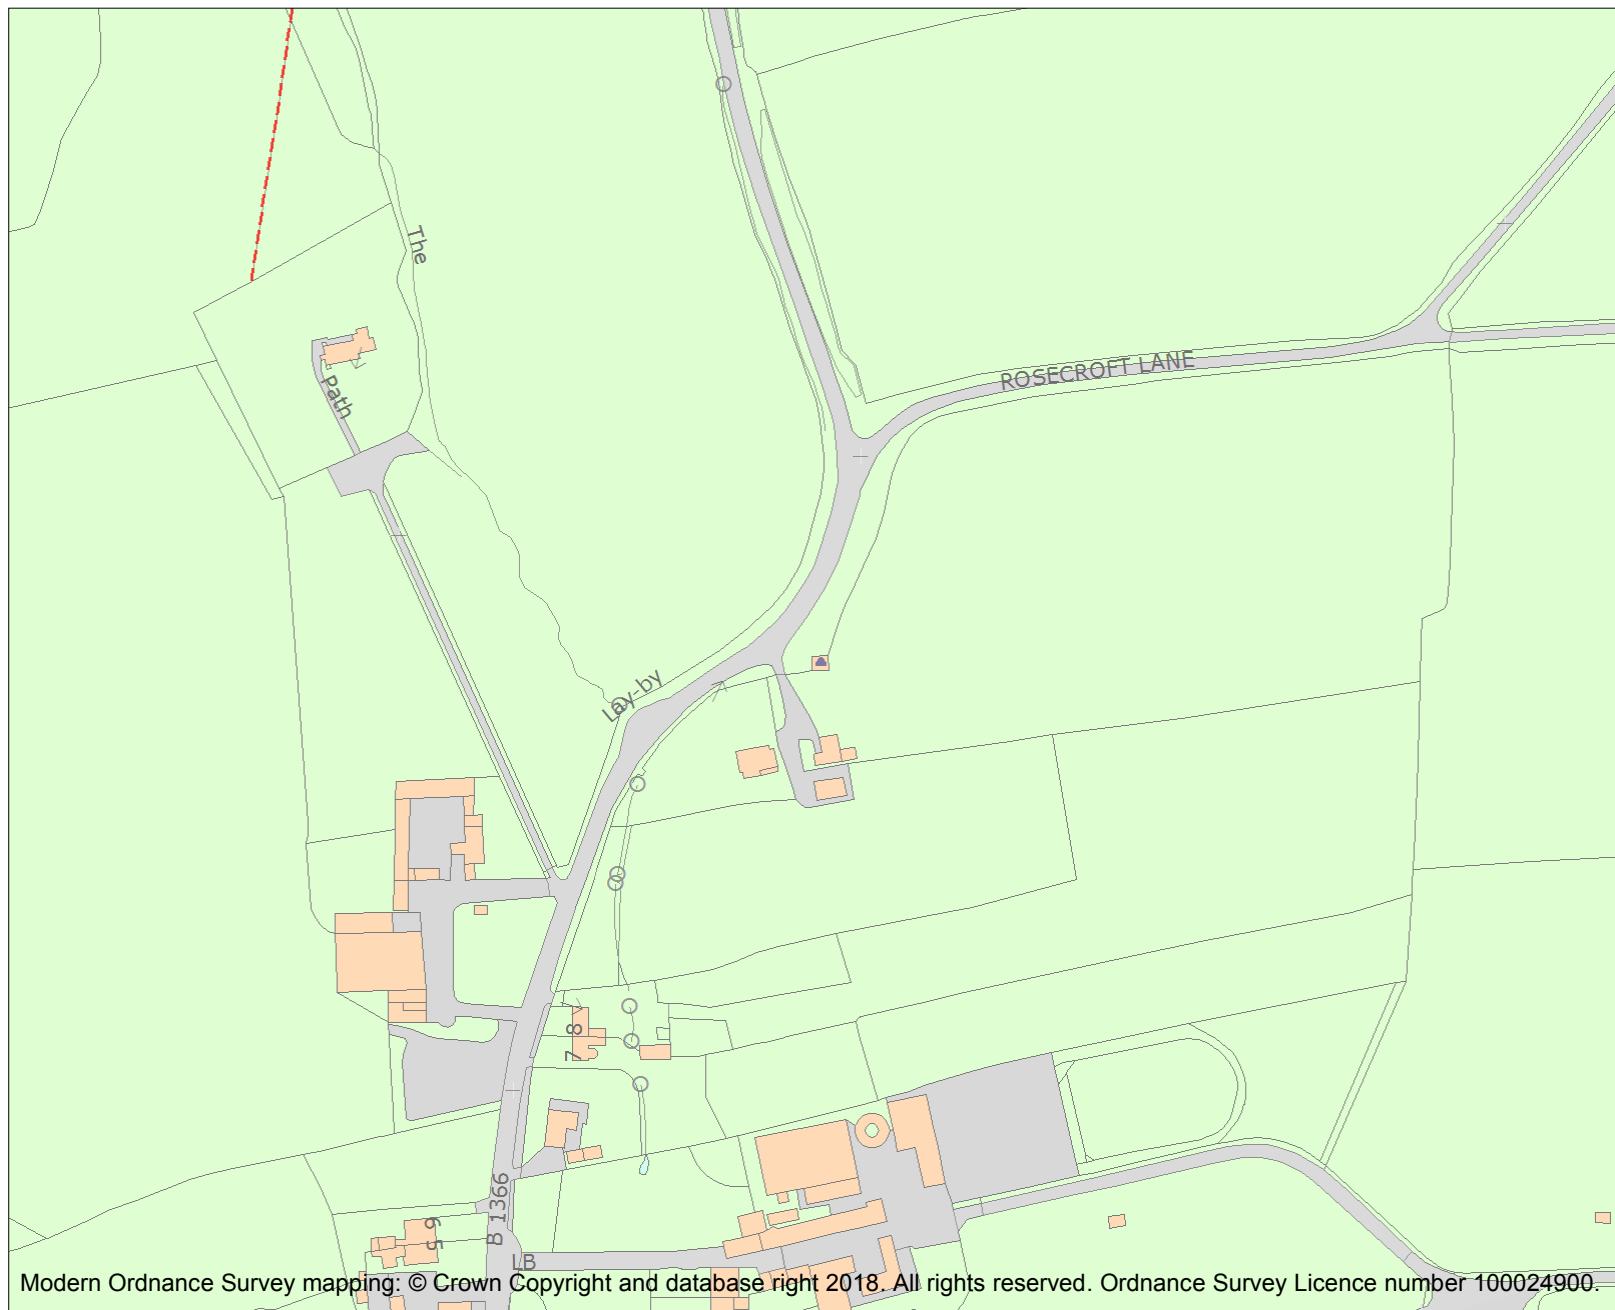 The
Path
ROSECROFT LANE
Lay-by
8
7
B 1366
6
5
LB
Modern Ordnance Survey mapping: © Crown Copyright and database right 2018. All rights reserved. Ordnance Survey Licence number 100024900.